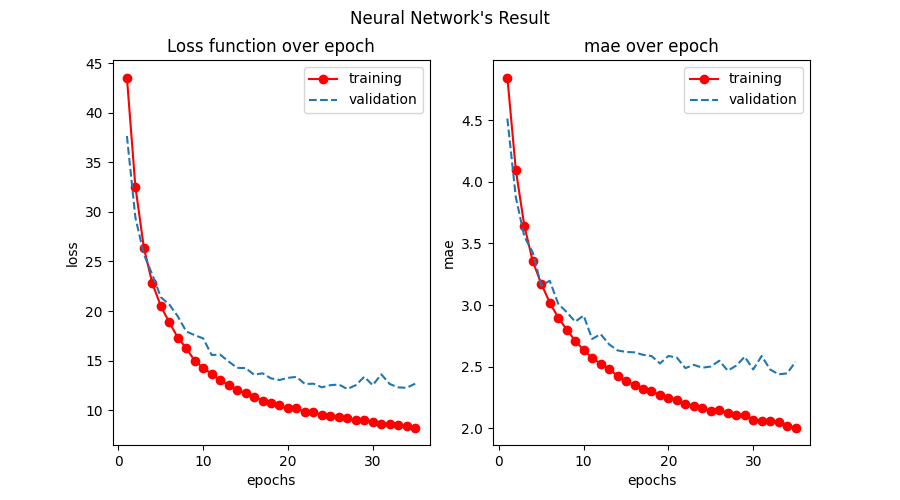 Neural Network's Result
Loss function over epoch
training
validation
45
40
35
30
25
20
15
10
loss
0
10
20
30
epochs
mae over epoch
training
validation
4.5
4.0
3.5
3.0
2.5
2.0
mae
0
10
20
30
epochs